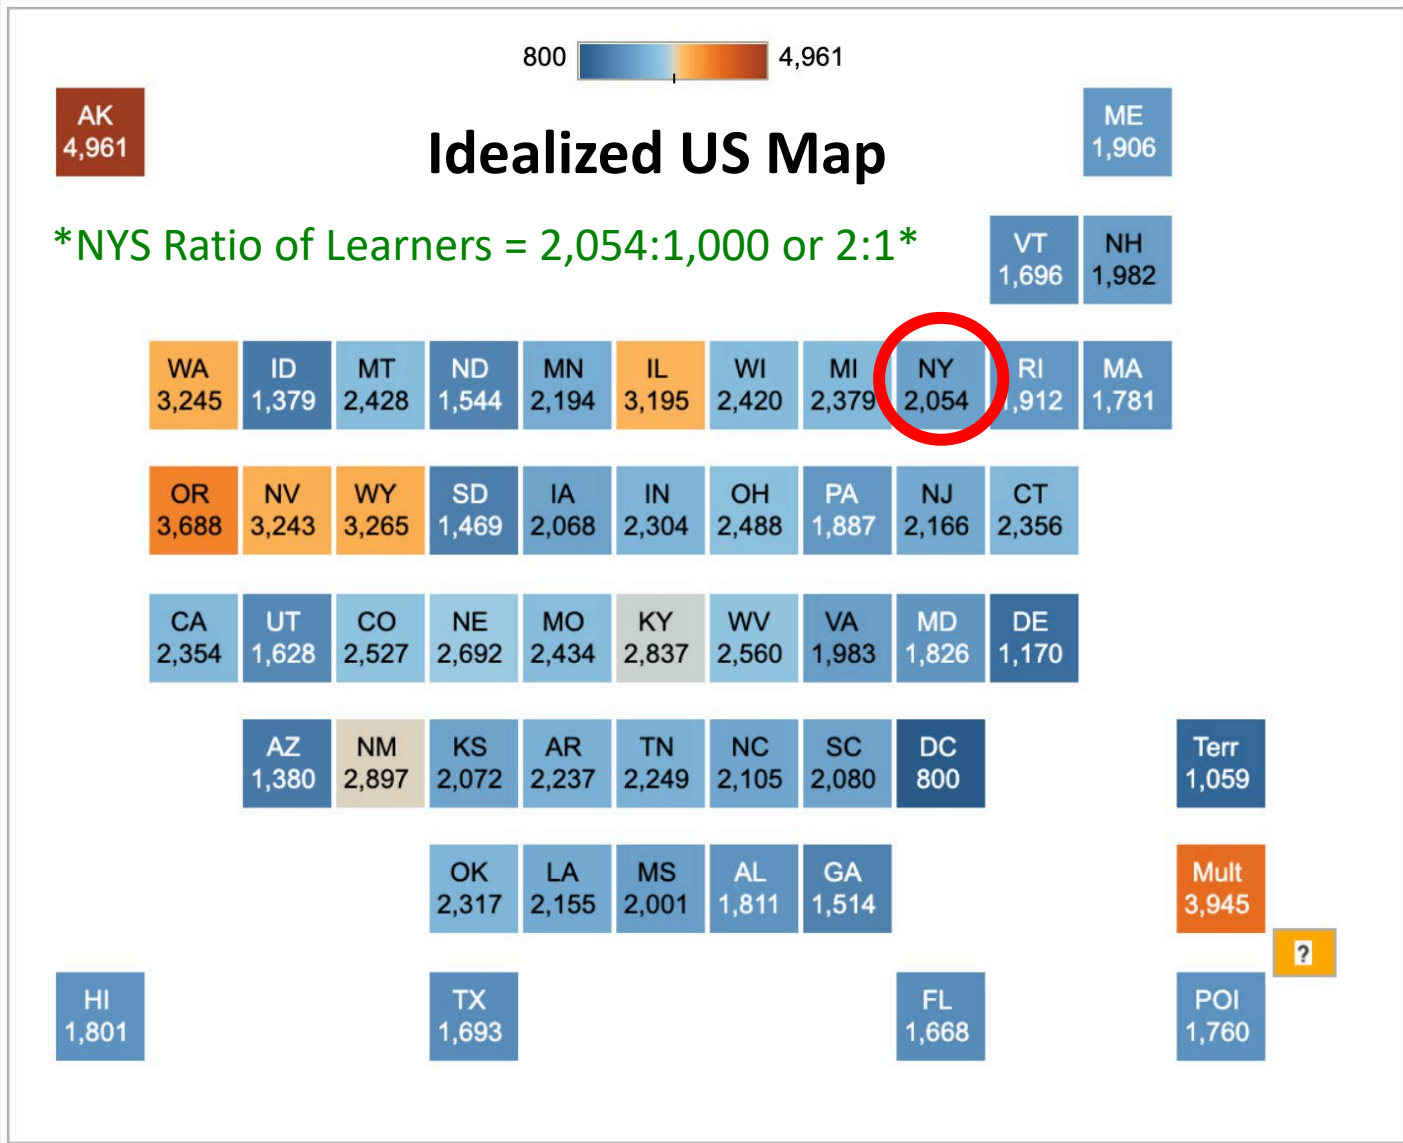 800 4,961
AK ME
4,961 1,906
Idealized US Map
*NYS Ratio of Learners = 2,054:1,000 or 2:1*
VT NH
1,696 1,982
WA ID MT ND MN IL WI MI NY RI MA
3,245 1,379 2,428 1,544 2,194 3,195 2,420 2,379 2,054 1,912 1,781
OR NV WY SD IA IN OH PA NJ CT
3,688 3,243 3,265 1,469 2,068 2,304 2,488 1,887 2,166 2,356
CA UT CO NE MO KY WV VA MD DE
2,354 1,628 2,527 2,692 2,434 2,837 2,560 1,983 1,826 1,170
AZ NM KS AR TN NC SC DC Terr
1,380 2,897 2,072 2,237 2,249 2,105 2,080 800 1,059
OK LA MS AL GA Mult
2,317 2,155 2,001 1,811 1,514 3,945
?
HI TX FL POI
1,801 1,693 1,668 1,760